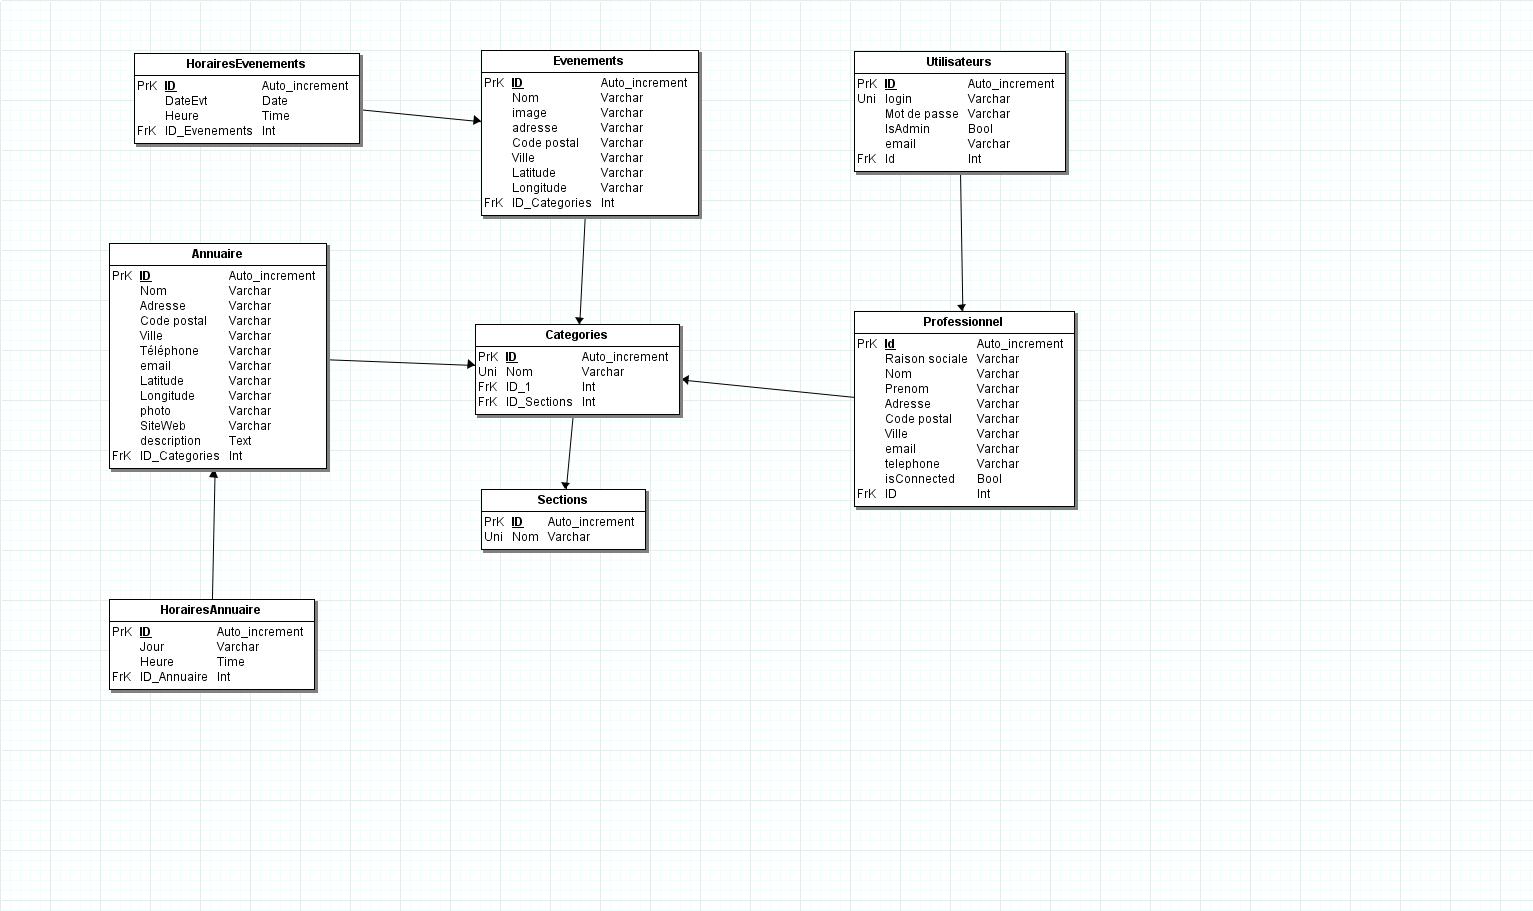 HorairesEvenements
PrK ID Auto_increment
DateEvt Date
Heure Time
FrK ID_Evenements Int
Evenements
PrK ID Auto_increment
Nom Varchar
image Varchar
adresse Varchar
Code postal Varchar
Ville Varchar
Latitude Varchar
Longitude Varchar
FrK ID_Categories Int
Utilisateurs
PrK ID Auto_increment
Uni login Varchar
Mot de passe Varchar
IsAdmin Bool
email Varchar
FrK Id Int
Annuaire
PrK ID Auto_increment
Nom Varchar
Adresse Varchar
Code postal Varchar
Ville Varchar
Téléphone Varchar
email Varchar
Latitude Varchar
Longitude Varchar
photo Varchar
SiteWeb Varchar
description Text
FrK ID_Categories Int
Categories
PrK ID Auto_increment
Uni Nom Varchar
FrK ID_1 Int
FrK ID_Sections Int
Professionnel
PrK Id Auto_increment
Raison sociale Varchar
Nom Varchar
Prenom Varchar
Adresse Varchar
Code postal Varchar
Ville Varchar
email Varchar
telephone Varchar
isConnected Bool
FrK ID Int
Sections
PrK ID Auto_increment
Uni Nom Varchar
HorairesAnnuaire
PrK ID Auto_increment
Jour Varchar
Heure Time
FrK ID_Annuaire Int